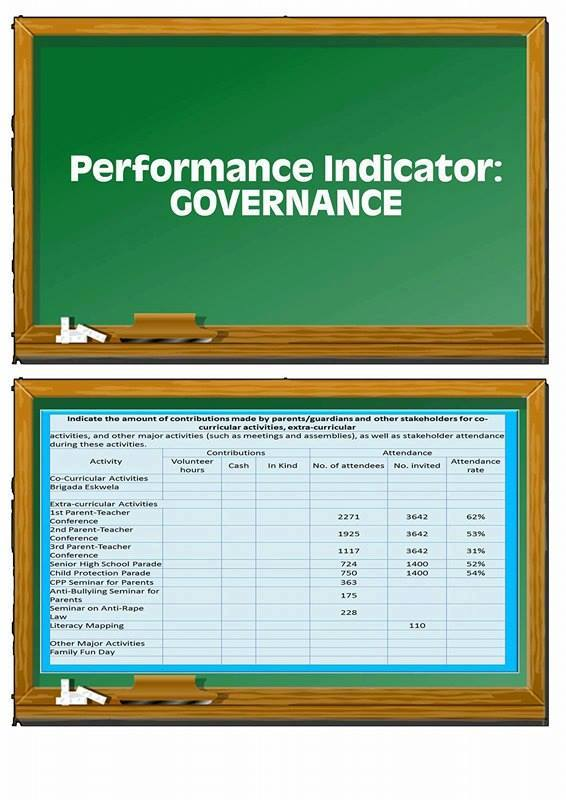 Performance Indicator:
GOVERNANCE
Indicate the amount of contributions made by parents/guardians and other stakeholders for co-
curricular activities, extra-curricular
activities, and other major activities (such as meetings and assemblies), as well as stakeholder attendance
during these activities.
Activity Contributions Attendance
Volunteer hours Cash In Kind No. of attendees No. invited Attendance rate
Co-Curricular Activities
Brigada Eskwela
Extra-curricular Activities
1st Parent-Teacher Conference 2271 3642 62%
2nd Parent-Teacher Conference 1925 3642 53%
3rd Parent-Teacher Conference 1117 3642 31%
Senior High School Parade 724 1400 52%
Child Protection Parade 750 1400 54%
CPP Seminar for Parents 363
Anti-Bullyiing Seminar for Parents 175
Seminar on Anti-Rape Law 228
Literacy Mapping 110
Other Major Activities
Family Fun Day